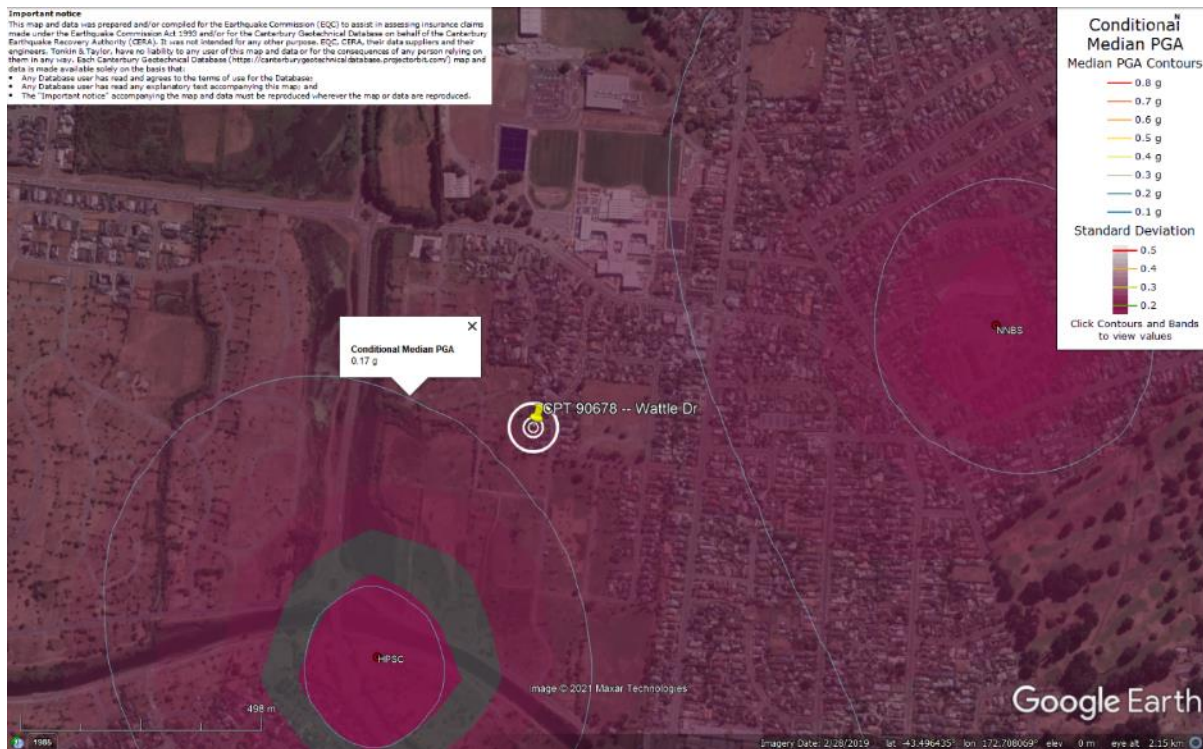 Important notice
This map and data was prepared and/or compiled for the Earthquake Commission (EQC) to assist in assessing insurance claims
made under the Earthquake Commission Act 1993 and/or for the Canterbury Geotechnical Database on behalf of the Canterbury
Earthquake Recovery Authority (CERA). It was not intended for any other purpose. EQC, CERA, their data suppliers and their
engineers, Tonkin & Taylor, have no liability to any user of this map and data or for the consequences of any person relying on
them in any way. Each Canterbury Geotechnical Database (https://canterburygeotechnicaldatabase.projectorbit.com/) map and
data is made available solely on the basis that:
• Any Database user has read and agrees to the terms of use for the Database;
• Any Database user has read any explanatory text accompanying this map; and
• The "Important notice" accompanying the map and data must be reproduced wherever the map or data are reproduced.
N
Conditional
Median PGA
Median PGA Contours
0.8 g
0.7 g
0.6 g
0.5 g
0.4 g
0.3 g
0.2 g
0.1 g
Standard Deviation
0.5
0.4
0.3
0.2
Click Contours and Bands
to view values
NNBS
Conditional Median PGA
0.17 g
CPT 90678 -- Wattle Dr
HPSC
Image © 2021 Maxar Technologies
498 m
Google Earth
1985
Imagery Date: 2/28/2019 lat -43.496435° lon 172.708069° elev 0 m eye alt 2.15 km